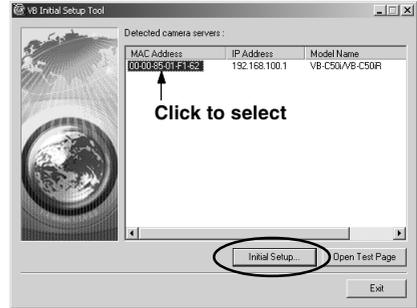 VB Initial Setup Tool
Detected camera servers :
MAC Address IP Address Model Name
00-00-85-01-F1-62 192.168.100.1 VB-C50i/VB-C50iR
Click to select
Initial Setup... Open Test Page
Exit